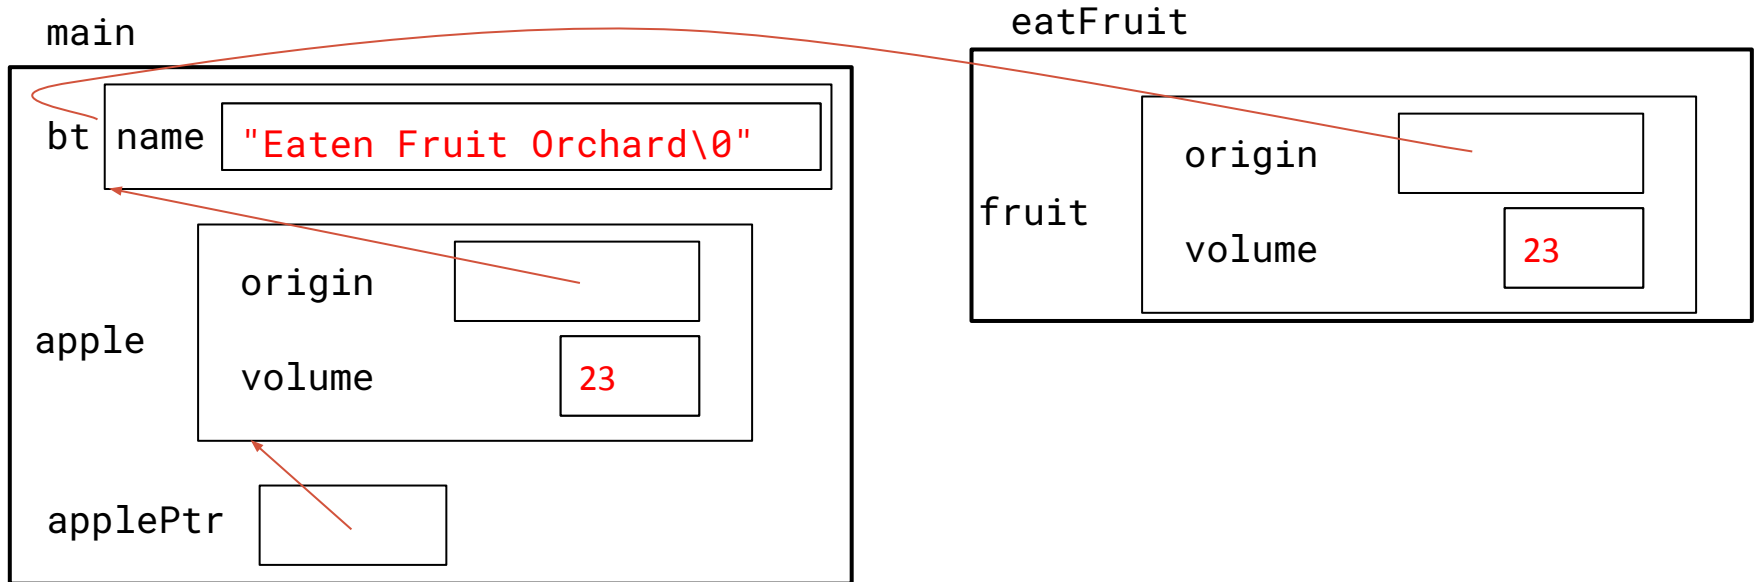 main
bt name "Eaten Fruit Orchard\0"
origin
apple
volume 23
applePtr
eatFruit
origin
fruit
volume 23